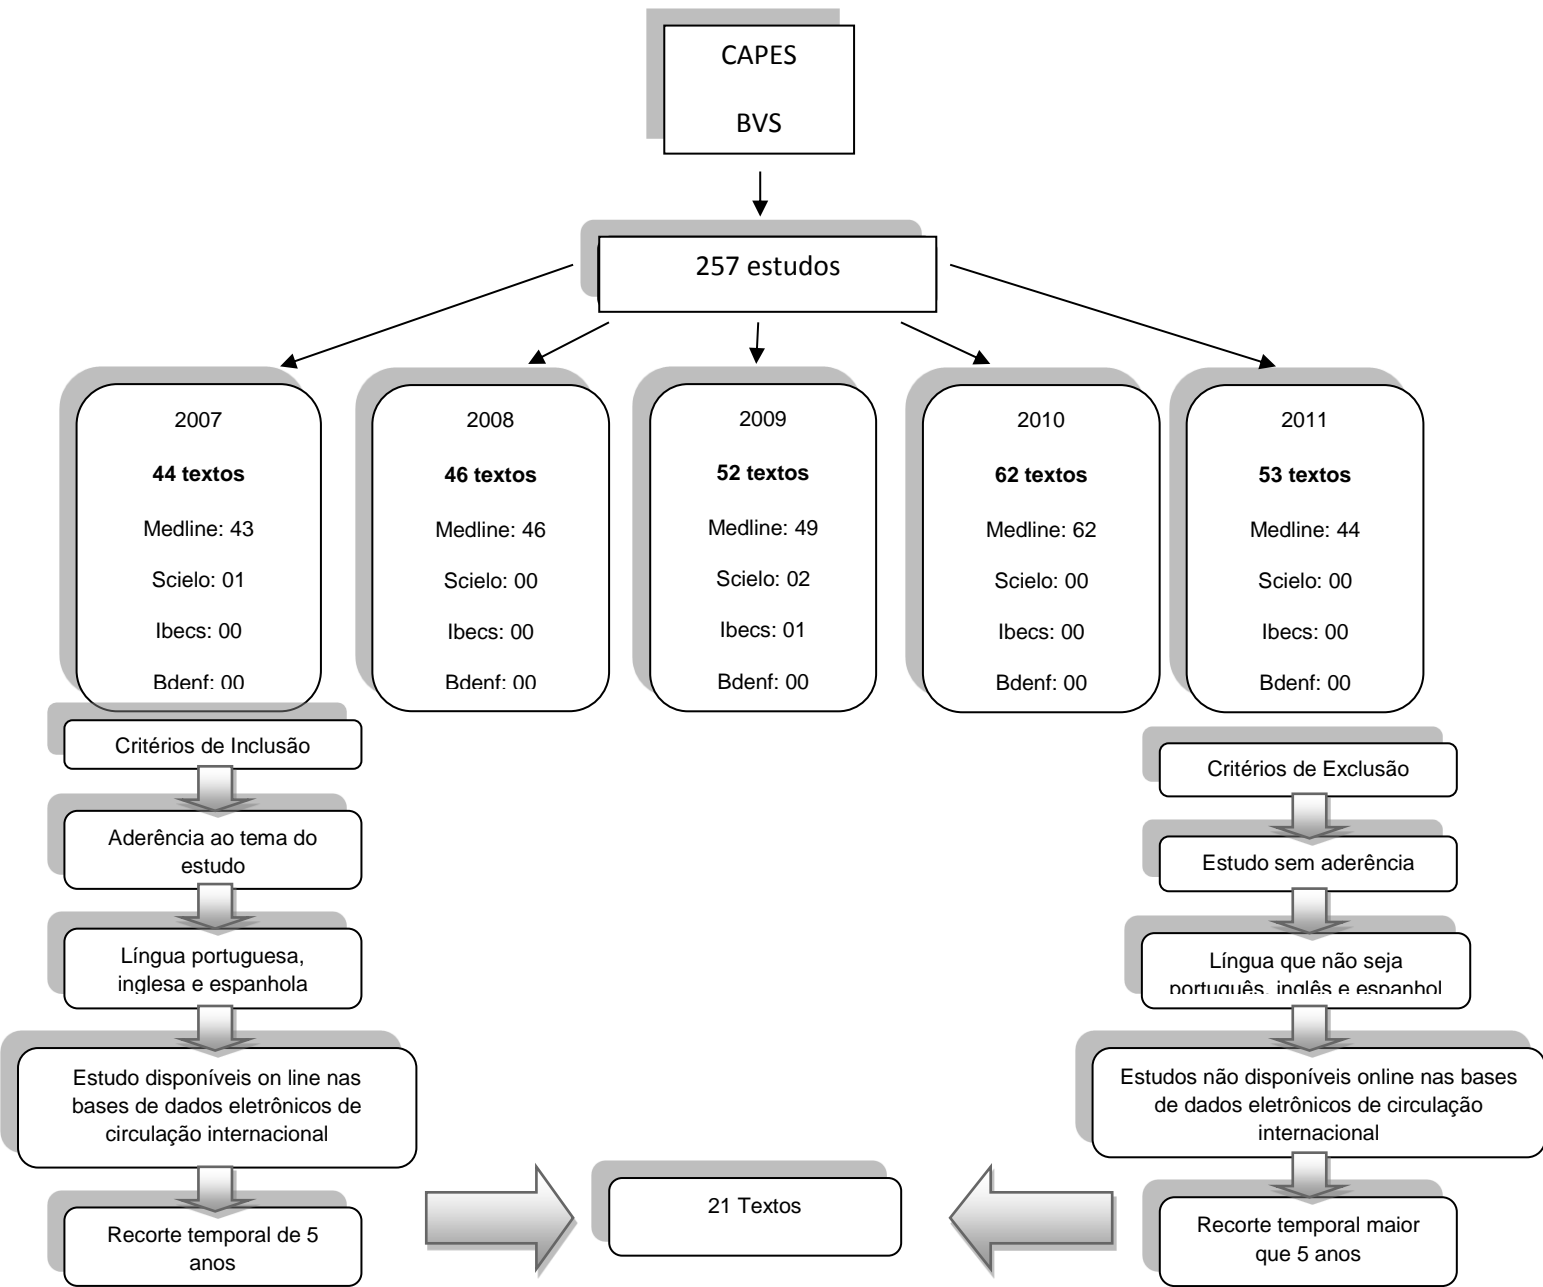 CAPES
BVS
257 estudos
2007
44 textos
Medline: 43
Scielo: 01
Ibecs: 00
Bdenf: 00
2008
46 textos
Medline: 46
Scielo: 00
Ibecs: 00
Bdenf: 00
2009
52 textos
Medline: 49
Scielo: 02
Ibecs: 01
Bdenf: 00
2010
62 textos
Medline: 62
Scielo: 00
Ibecs: 00
Bdenf: 00
2011
53 textos
Medline: 44
Scielo: 00
Ibecs: 00
Bdenf: 00
Critérios de Inclusão
Aderência ao tema do
estudo
Língua portuguesa,
inglesa e espanhola
Estudo disponíveis on line nas
bases de dados eletrônicos de
circulação internacional
Recorte temporal de 5
anos
Critérios de Exclusão
Estudo sem aderência
Língua que não seja
português, inglês e espanhol
Estudos não disponíveis online nas bases
de dados eletrônicos de circulação
internacional
Recorte temporal maior
que 5 anos
21 Textos